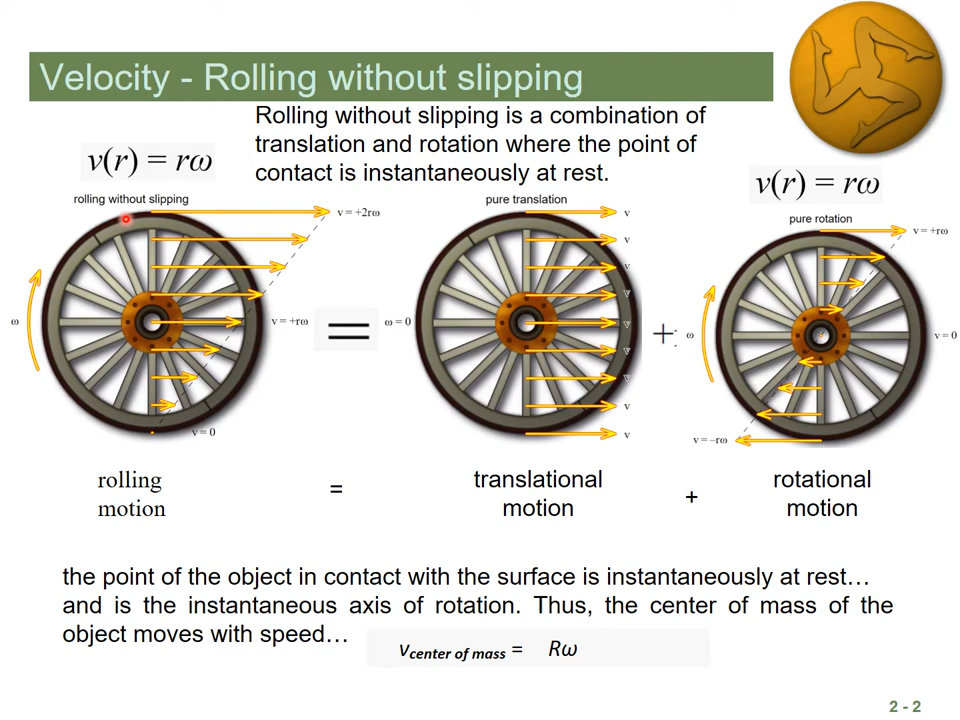 Velocity - Rolling without slipping
Rolling without slipping is a combination of
translation and rotation where the point of
contact is instantaneously at rest.
v(r) = rω
v(r) = rω
rolling without slipping
pure translation
pure rotation
v = +2rω
v
v
v
v
v
v
v
v
v
v = +rω
ω
v = +rω
=
ω = 0
+
ω
v = 0
v = 0
v = –rω
rolling
motion
=
translational
motion
+
rotational
motion
the point of the object in contact with the surface is instantaneously at rest…
and is the instantaneous axis of rotation. Thus, the center of mass of the
object moves with speed…
vcenter of mass = Rω
2 - 2